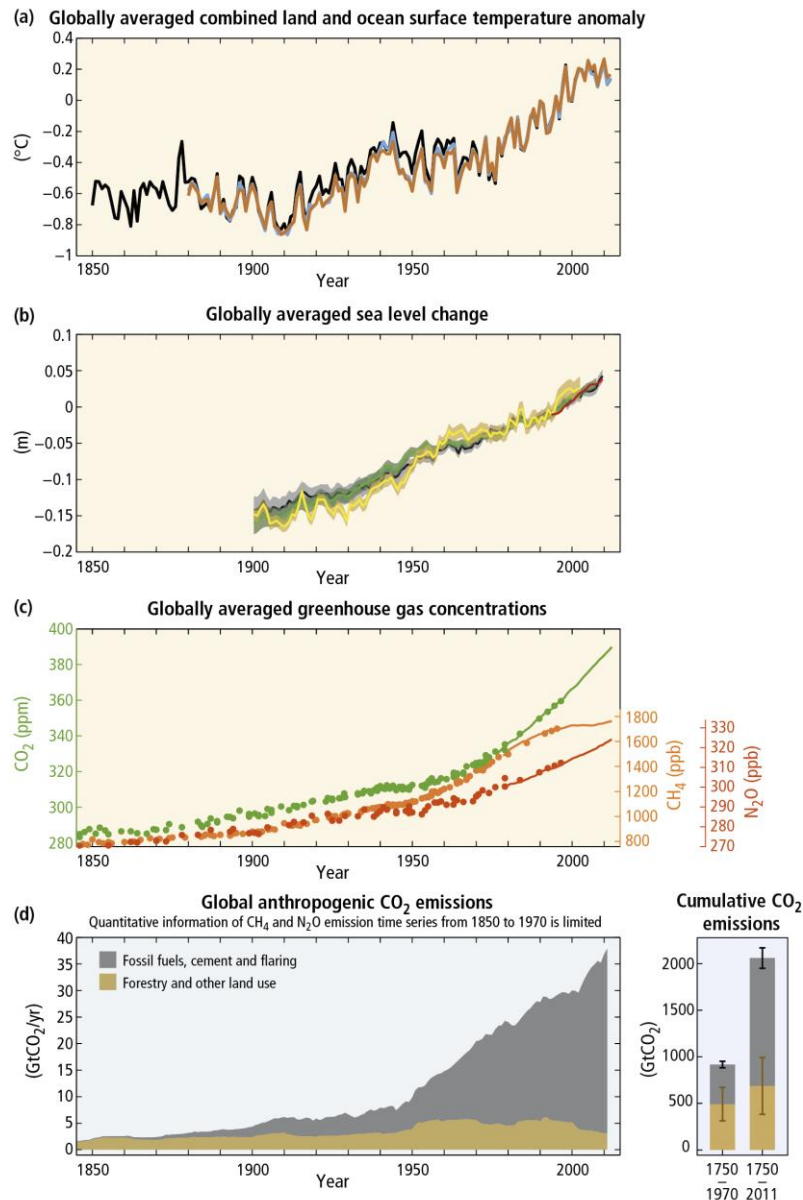 (a) Globally averaged combined land and ocean surface temperature anomaly
0.4
0.2
0
−0.2
−0.4
−0.6
−0.8
−1
(°C)
1850 1900 1950 2000
Year
(b) Globally averaged sea level change
0.1
0.05
0
−0.05
−0.1
−0.15
−0.2
(m)
1850 1900 1950 2000
Year
(c) Globally averaged greenhouse gas concentrations
400
380
360
340
320
300
280
CO₂ (ppm)
1800
1600
1400
1200
1000
800
CH₄ (ppb)
330
320
310
300
290
280
270
N₂O (ppb)
1850 1900 1950 2000
Year
(d) Global anthropogenic CO₂ emissions
Quantitative information of CH₄ and N₂O emission time series from 1850 to 1970 is limited
40
35
30
25
20
15
10
5
0
(GtCO₂/yr)
Fossil fuels, cement and flaring
Forestry and other land use
1850 1900 1950 2000
Year
Cumulative CO₂
emissions
2000
1500
1000
500
0
(GtCO₂)
1750 1750
– –
1970 2011